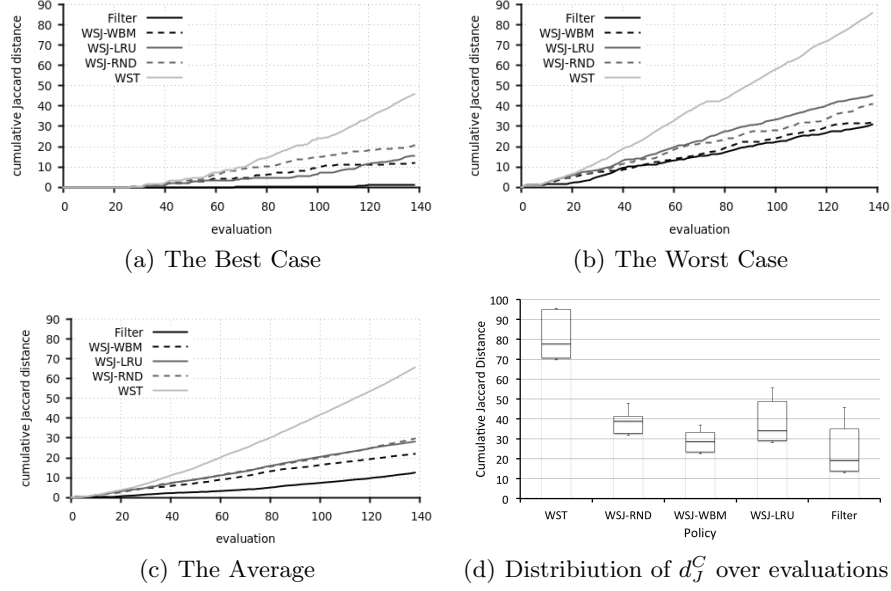 90
80
70
60
50
40
30
20
10
0
cumulative Jaccard distance
Filter
WSJ-WBM
WSJ-LRU
WSJ-RND
WST
0 20 40 60 80 100 120 140
evaluation
(a) The Best Case
90
80
70
60
50
40
30
20
10
0
cumulative Jaccard distance
Filter
WSJ-WBM
WSJ-LRU
WSJ-RND
WST
0 20 40 60 80 100 120 140
evaluation
(b) The Worst Case
90
80
70
60
50
40
30
20
10
0
cumulative Jaccard distance
Filter
WSJ-WBM
WSJ-LRU
WSJ-RND
WST
0 20 40 60 80 100 120 140
evaluation
(c) The Average
100
90
80
70
60
50
40
30
20
10
0
Cumulative Jaccard Distance
WST WSJ-RND WSJ-WBM WSJ-LRU Filter
Policy
(d) Distribiution of d_J^C over evaluations